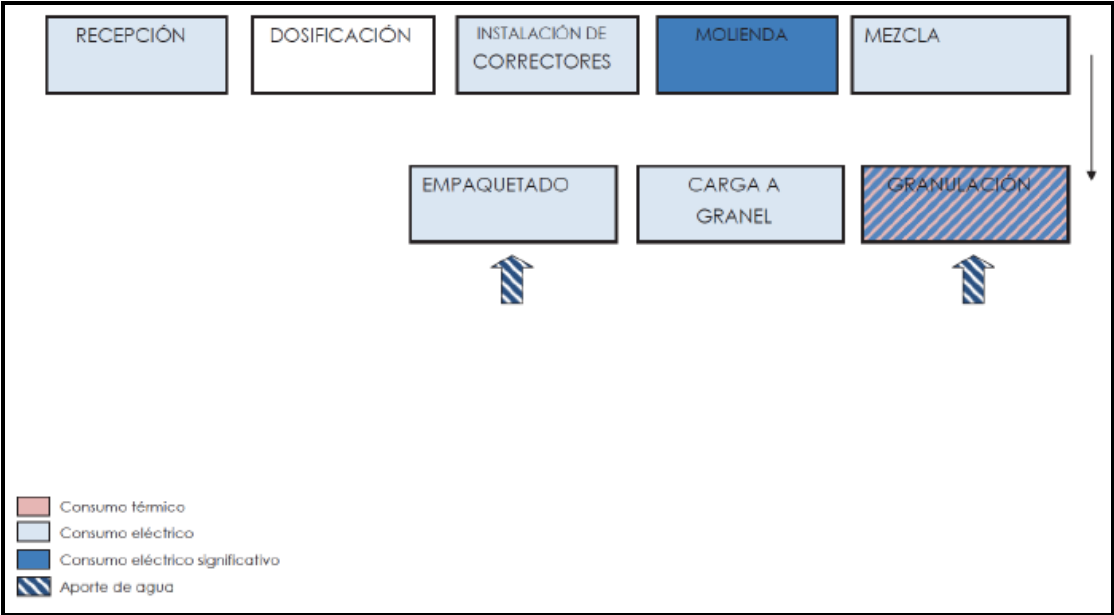 RECEPCIÓN
DOSIFICACIÓN
INSTALACIÓN DE
CORRECTORES
MOLIENDA
MEZCLA
EMPAQUETADO
CARGA A
GRANEL
GRANULACIÓN
Consumo térmico
Consumo eléctrico
Consumo eléctrico significativo
Aporte de agua